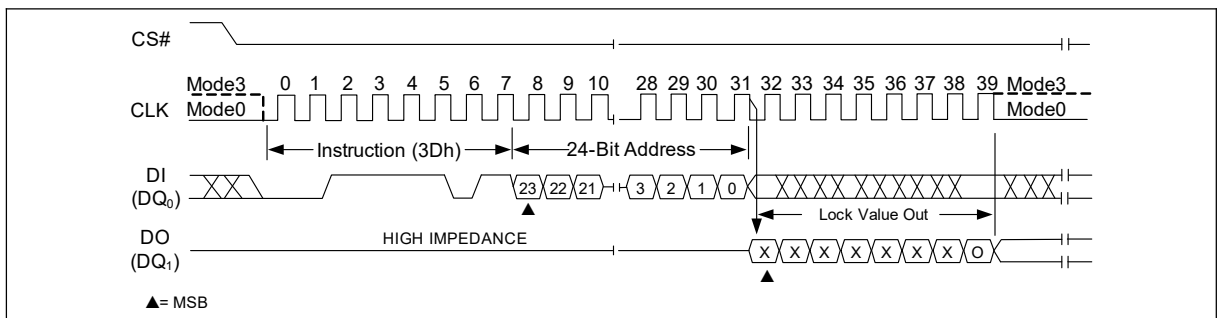 CS#
Mode3 0 1 2 3 4 5 6 7 8 9 10 28 29 30 31 32 33 34 35 36 37 38 39 Mode3
CLK Mode0 Mode0
Instruction (3Dh) 24-Bit Address
DI
(DQ₀)
23 22 21 3 2 1 0
Lock Value Out
DO
(DQ₁)
HIGH IMPEDANCE
X X X X X X X O
▲= MSB